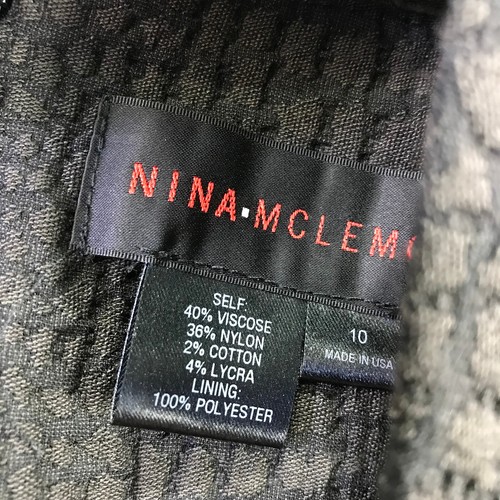 NINA.MCLEM
SELF:
40% VISCOSE
36% NYLON
2% COTTON
4% LYCRA
LINING:
100% POLYESTER
10
MADE IN USA